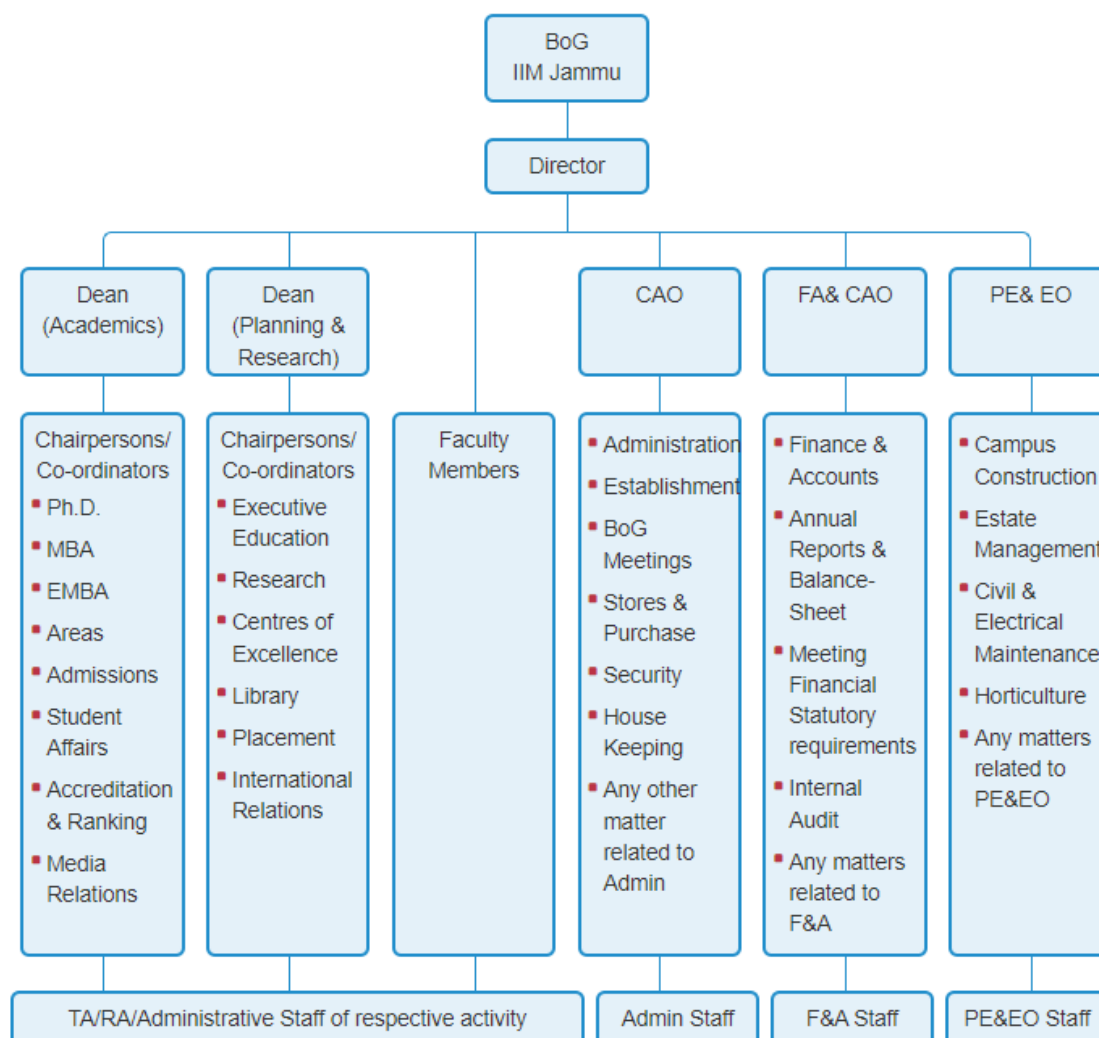 BoG
IIM Jammu
Director
Dean
(Academics)
Dean
(Planning &
Research)
CAO
FA& CAO
PE& EO
Chairpersons/
Co-ordinators
Ph.D.
MBA
EMBA
Areas
Admissions
Student
Affairs
Accreditation
& Ranking
Media
Relations
Chairpersons/
Co-ordinators
Executive
Education
Research
Centres of
Excellence
Library
Placement
International
Relations
Faculty
Members
Administration
Establishment
BoG
Meetings
Stores &
Purchase
Security
House
Keeping
Any other
matter
related to
Admin
Finance &
Accounts
Annual
Reports &
Balance-
Sheet
Meeting
Financial
Statutory
requirements
Internal
Audit
Any matters
related to
F&A
Campus
Construction
Estate
Management
Civil &
Electrical
Maintenance
Horticulture
Any matters
related to
PE&EO
TA/RA/Administrative Staff of respective activity
Admin Staff
F&A Staff
PE&EO Staff